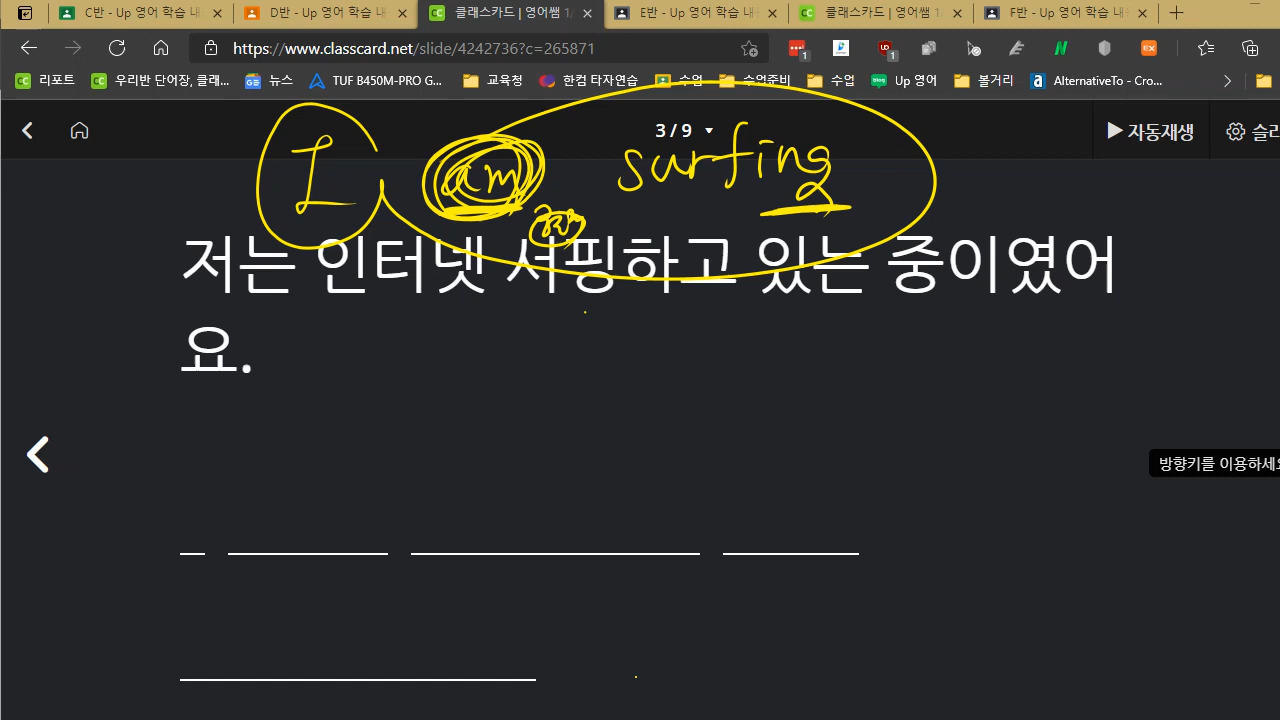 C반 - Up 영어 학습 내
D반 - Up 영어 학습 내
클래스카드 | 영어쌤 1/
E반 - Up 영어 학습 내
클래스카드 | 영어쌤 1
F반 - Up 영어 학습 내
https://www.classcard.net/slide/4242736?c=265871
리포트 우리반 단어장, 클래... 뉴스 TUF B450M-PRO G... 교육청 한컴 타자연습 수업 수업준비 수업 Up 영어 볼거리 AlternativeTo - Cro...
3 / 9
자동재생
슬라
I am surfing
저는 인터넷 서핑하고 있는 중이였어
요.
방향키를 이용하세요